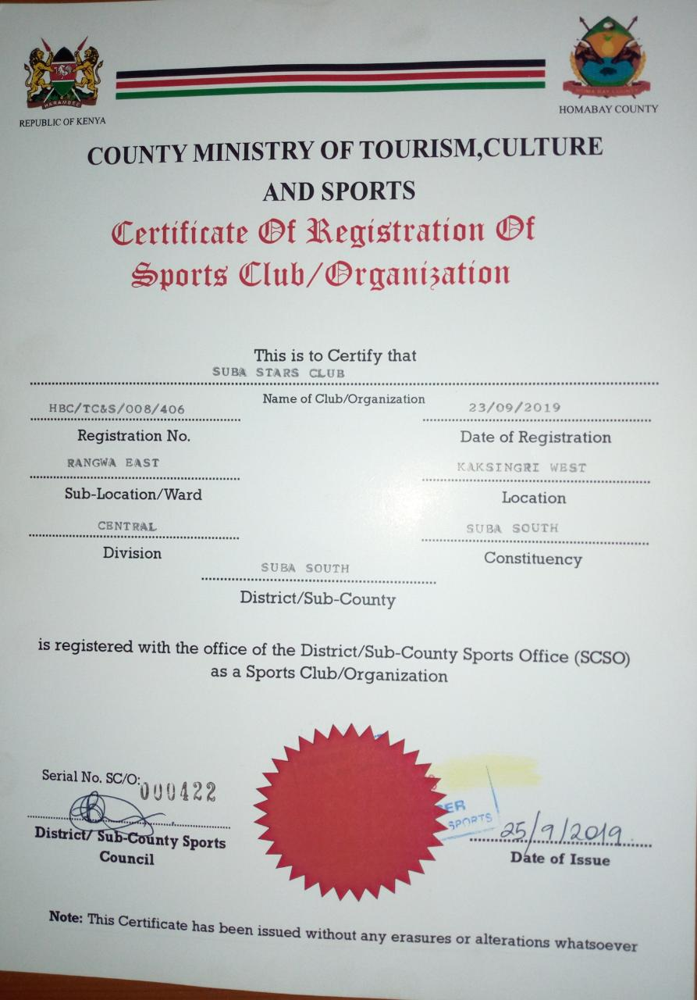 HARAMBEE
REPUBLIC OF KENYA
HOMA BAY COUNTY
HOMABAY COUNTY
COUNTY MINISTRY OF TOURISM,CULTURE
AND SPORTS
Certificate Of Registration Of
Sports Club/Organization
This is to Certify that
SUBA STARS CLUB
Name of Club/Organization
HBC/TC&S/008/406
23/09/2019
Registration No.
Date of Registration
RANGWA EAST
KAKSINGRI WEST
Sub-Location/Ward
Location
CENTRAL
SUBA SOUTH
Division
Constituency
SUBA SOUTH
District/Sub-County
is registered with the office of the District/Sub-County Sports Office (SCSO)
as a Sports Club/Organization
Serial No. SC/O: 000422
SPORTS
25/9/2019
District/ Sub-County Sports
Council
Date of Issue
Note: This Certificate has been issued without any erasures or alterations whatsoever